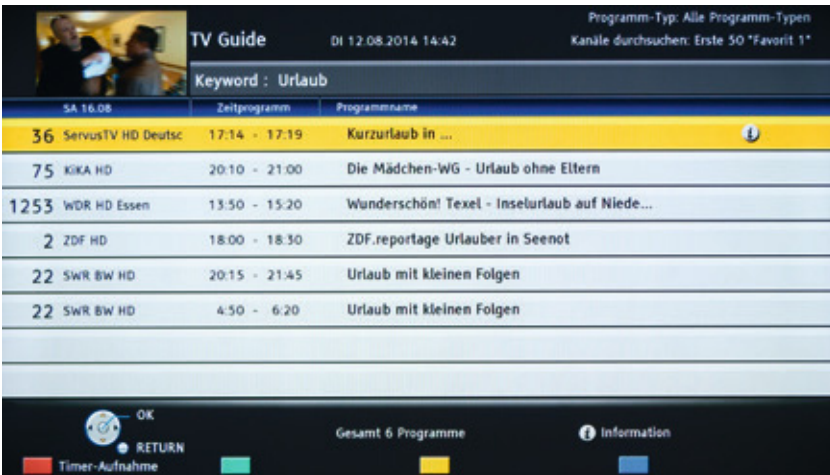 Programm-Typ: Alle Programm-Typen
TV Guide DI 12.08.2014 14:42 Kanäle durchsuchen: Erste 50 "Favorit 1"
Keyword : Urlaub
SA 16.08 Zeitprogramm Programmname
36 ServusTV HD Deutsc 17:14 - 17:19 Kurzurlaub in ...
75 KiKA HD 20:10 - 21:00 Die Mädchen-WG - Urlaub ohne Eltern
1253 WDR HD Essen 13:50 - 15:20 Wunderschön! Texel - Inselurlaub auf Niede...
2 ZDF HD 18:00 - 18:30 ZDF.reportage Urlauber in Seenot
22 SWR BW HD 20:15 - 21:45 Urlaub mit kleinen Folgen
22 SWR BW HD 4:50 - 6:20 Urlaub mit kleinen Folgen
OK
Gesamt 6 Programme i Information
RETURN
Timer-Aufnahme